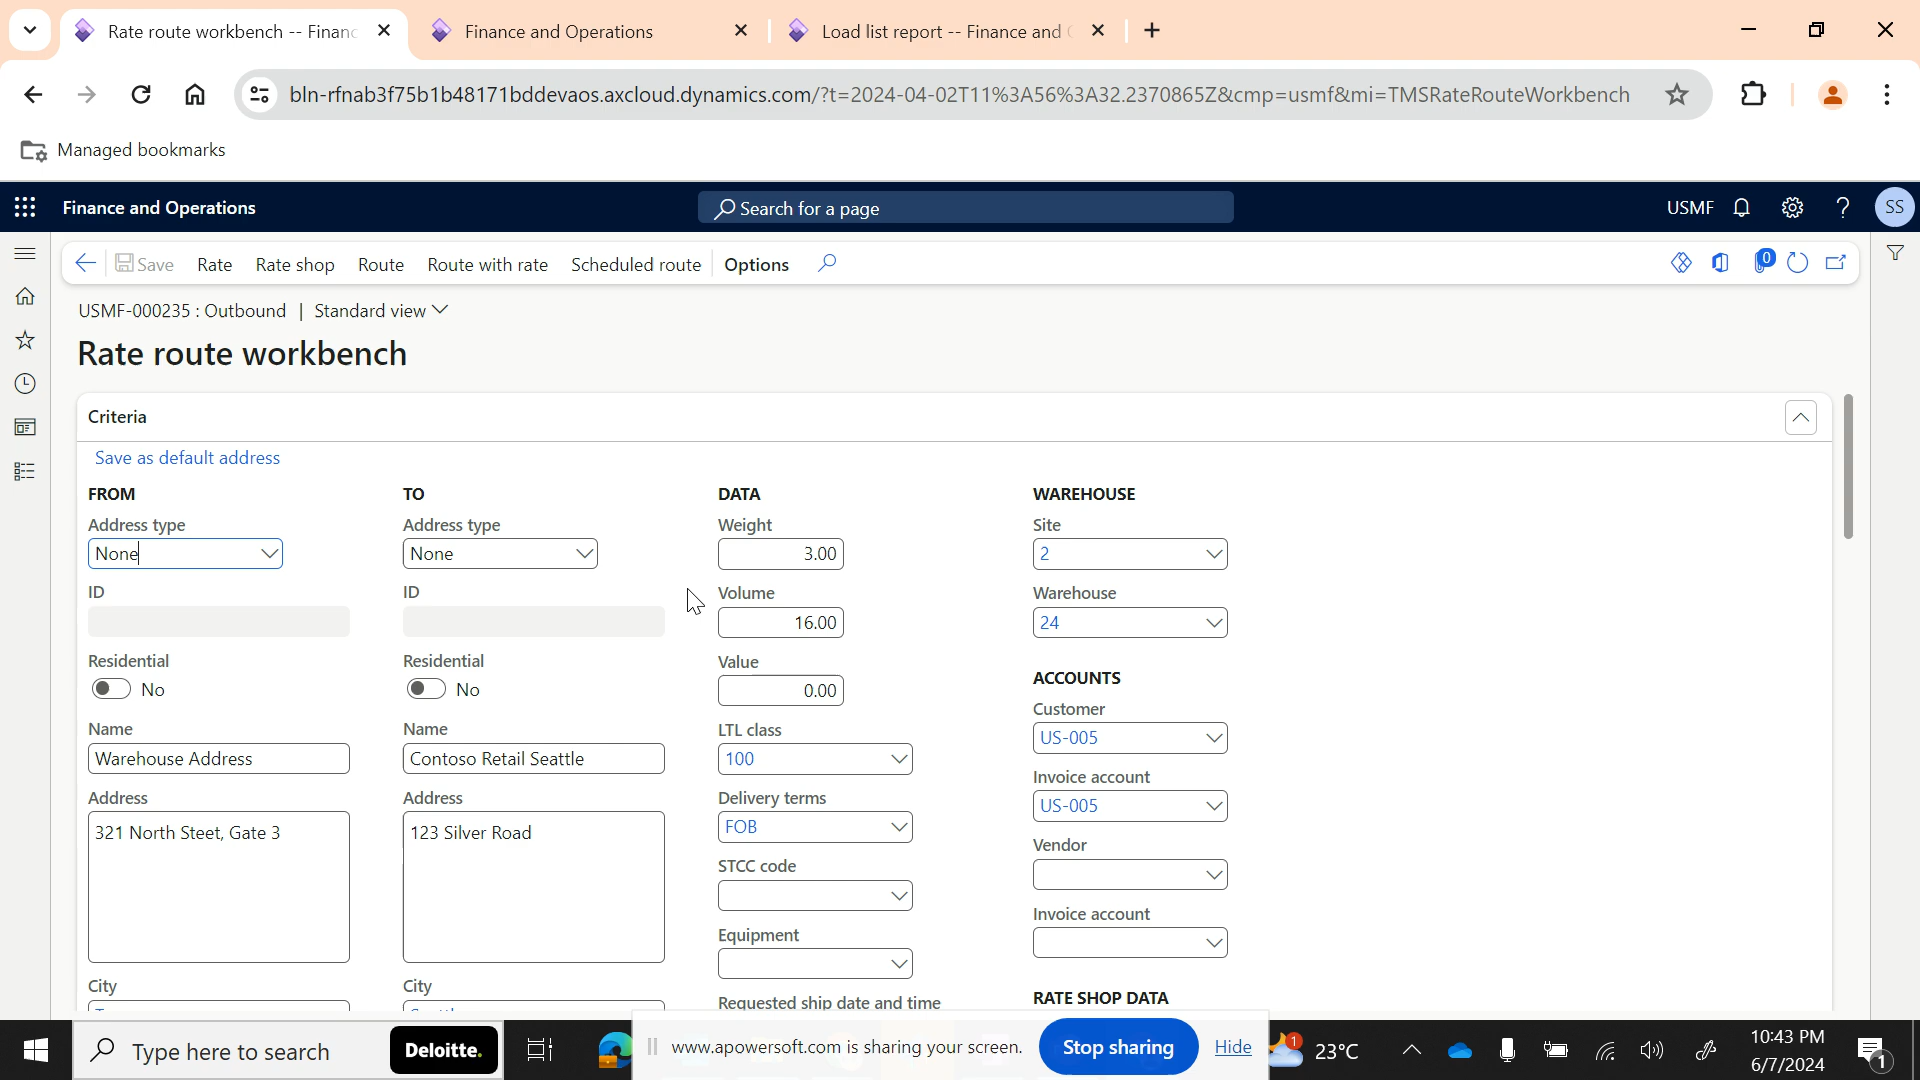 Rate route workbench -- Financ
Finance and Operations
Load list report -- Finance and
bln-rfnab3f75b1b48171bddevaos.axcloud.dynamics.com/?t=2024-04-02T11%3A56%3A32.2370865Z&cmp=usmf&mi=TMSRateRouteWorkbench
Managed bookmarks
Finance and Operations
Search for a page
USMF
SS
Save
Rate
Rate shop
Route
Route with rate
Scheduled route
Options
0
USMF-000235 : Outbound | Standard view
Rate route workbench
Criteria
Save as default address
FROM
TO
DATA
WAREHOUSE
Address type
Address type
Weight
Site
None
None
3.00
2
ID
ID
Volume
Warehouse
16.00
24
Residential
Residential
Value
ACCOUNTS
No
No
0.00
Customer
US-005
Name
Name
LTL class
Warehouse Address
Contoso Retail Seattle
100
Invoice account
US-005
Address
Address
Delivery terms
321 North Steet, Gate 3
123 Silver Road
FOB
Vendor
STCC code
Invoice account
Equipment
City
City
Requested ship date and time
RATE SHOP DATA
Type here to search
Deloitte.
www.apowersoft.com is sharing your screen.
Stop sharing
Hide
1
23°C
10:43 PM
6/7/2024
1